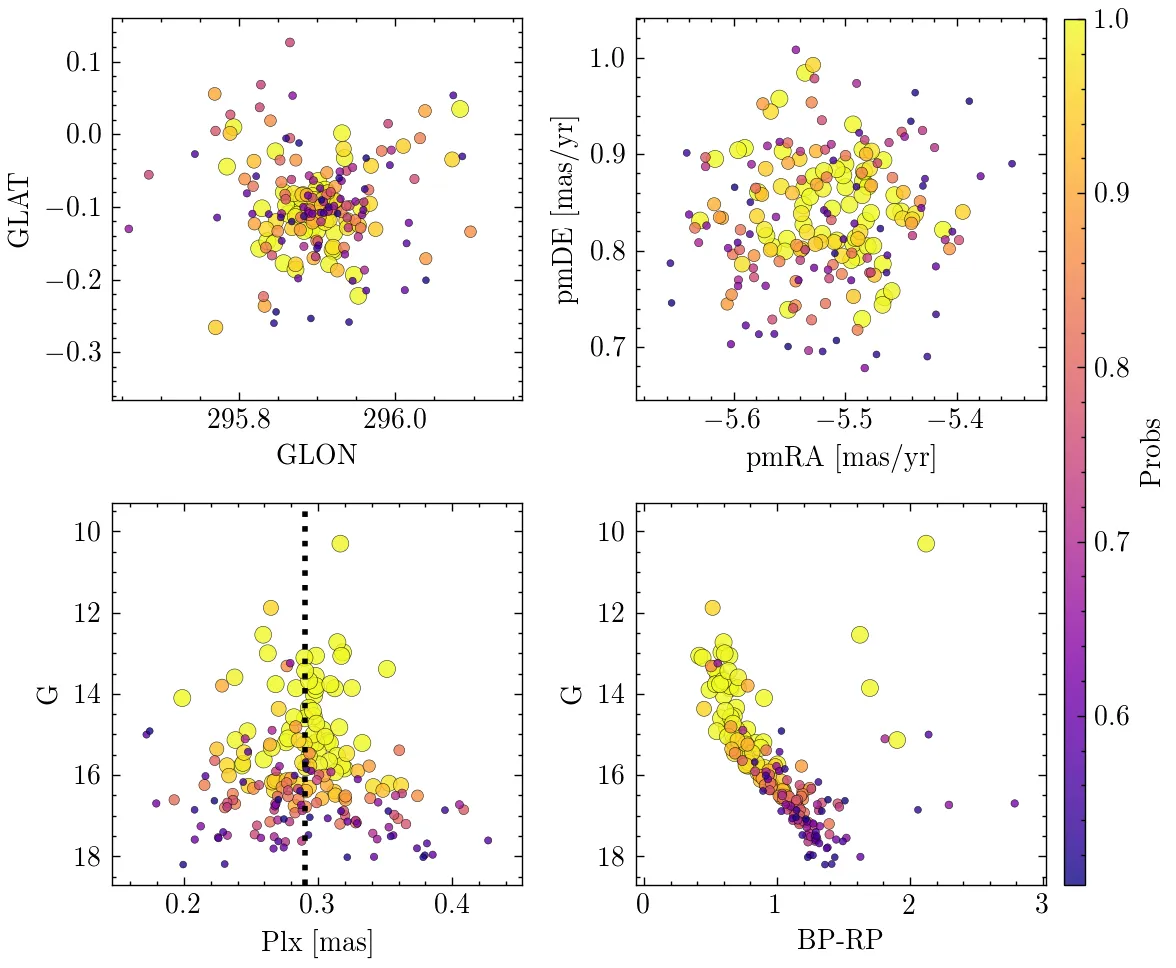 0.1
0.0
−0.1
−0.2
−0.3
GLAT
295.8 296.0
GLON
1.0
0.9
0.8
0.7
pmDE [mas/yr]
−5.6 −5.5 −5.4
pmRA [mas/yr]
1.0
0.9
0.8
0.7
0.6
Probs
10
12
14
16
18
G
0.2 0.3 0.4
Plx [mas]
10
12
14
16
18
G
0 1 2 3
BP-RP